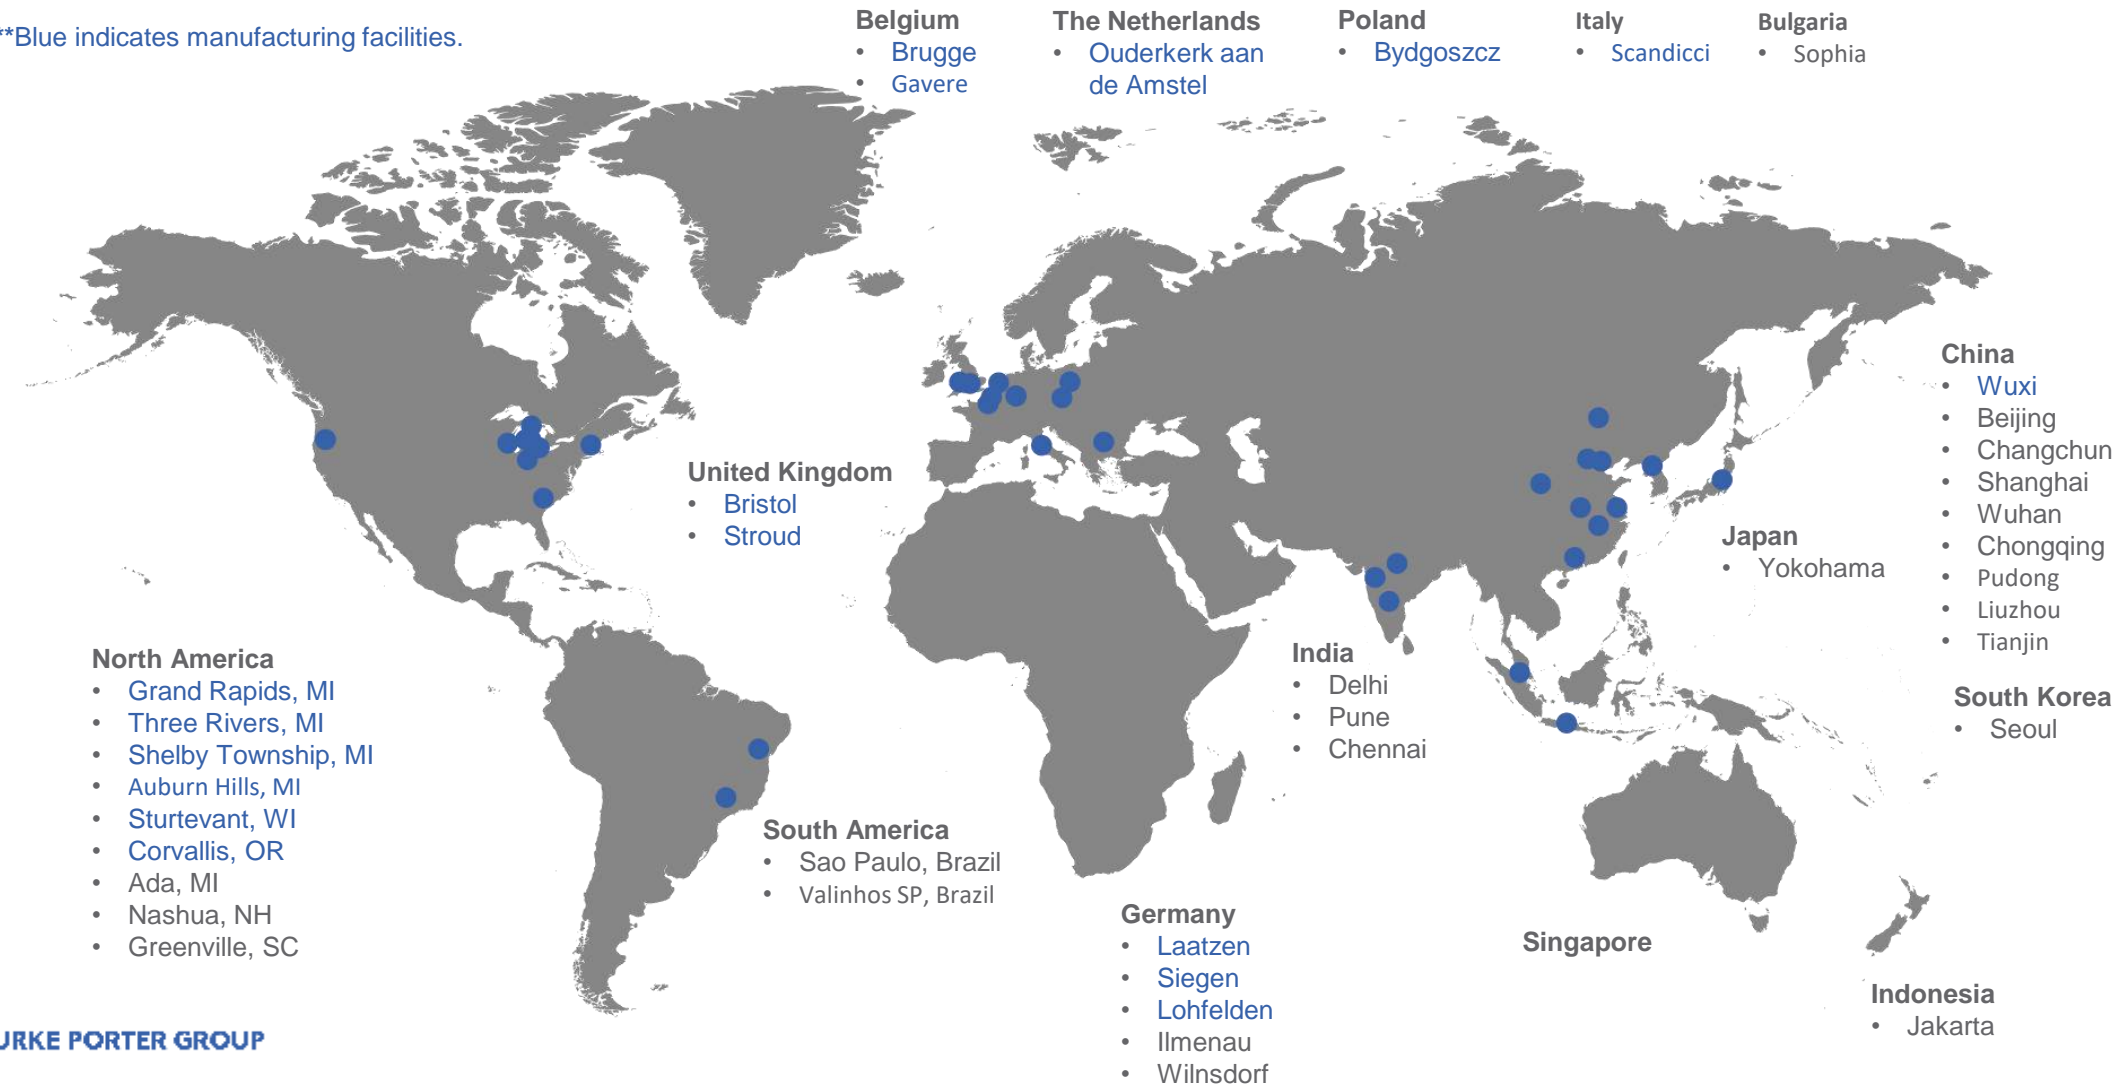 **Blue indicates manufacturing facilities.
Belgium
• Brugge
• Gavere
The Netherlands
• Ouderkerk aan
de Amstel
Poland
• Bydgoszcz
Italy
• Scandicci
Bulgaria
• Sophia
United Kingdom
• Bristol
• Stroud
China
• Wuxi
• Beijing
• Changchun
• Shanghai
• Wuhan
• Chongqing
• Pudong
• Liuzhou
• Tianjin
Japan
• Yokohama
North America
• Grand Rapids, MI
• Three Rivers, MI
• Shelby Township, MI
• Auburn Hills, MI
• Sturtevant, WI
• Corvallis, OR
• Ada, MI
• Nashua, NH
• Greenville, SC
India
• Delhi
• Pune
• Chennai
South Korea
• Seoul
South America
• Sao Paulo, Brazil
• Valinhos SP, Brazil
Germany
• Laatzen
• Siegen
• Lohfelden
• Ilmenau
• Wilnsdorf
Singapore
Indonesia
• Jakarta
URKE PORTER GROUP